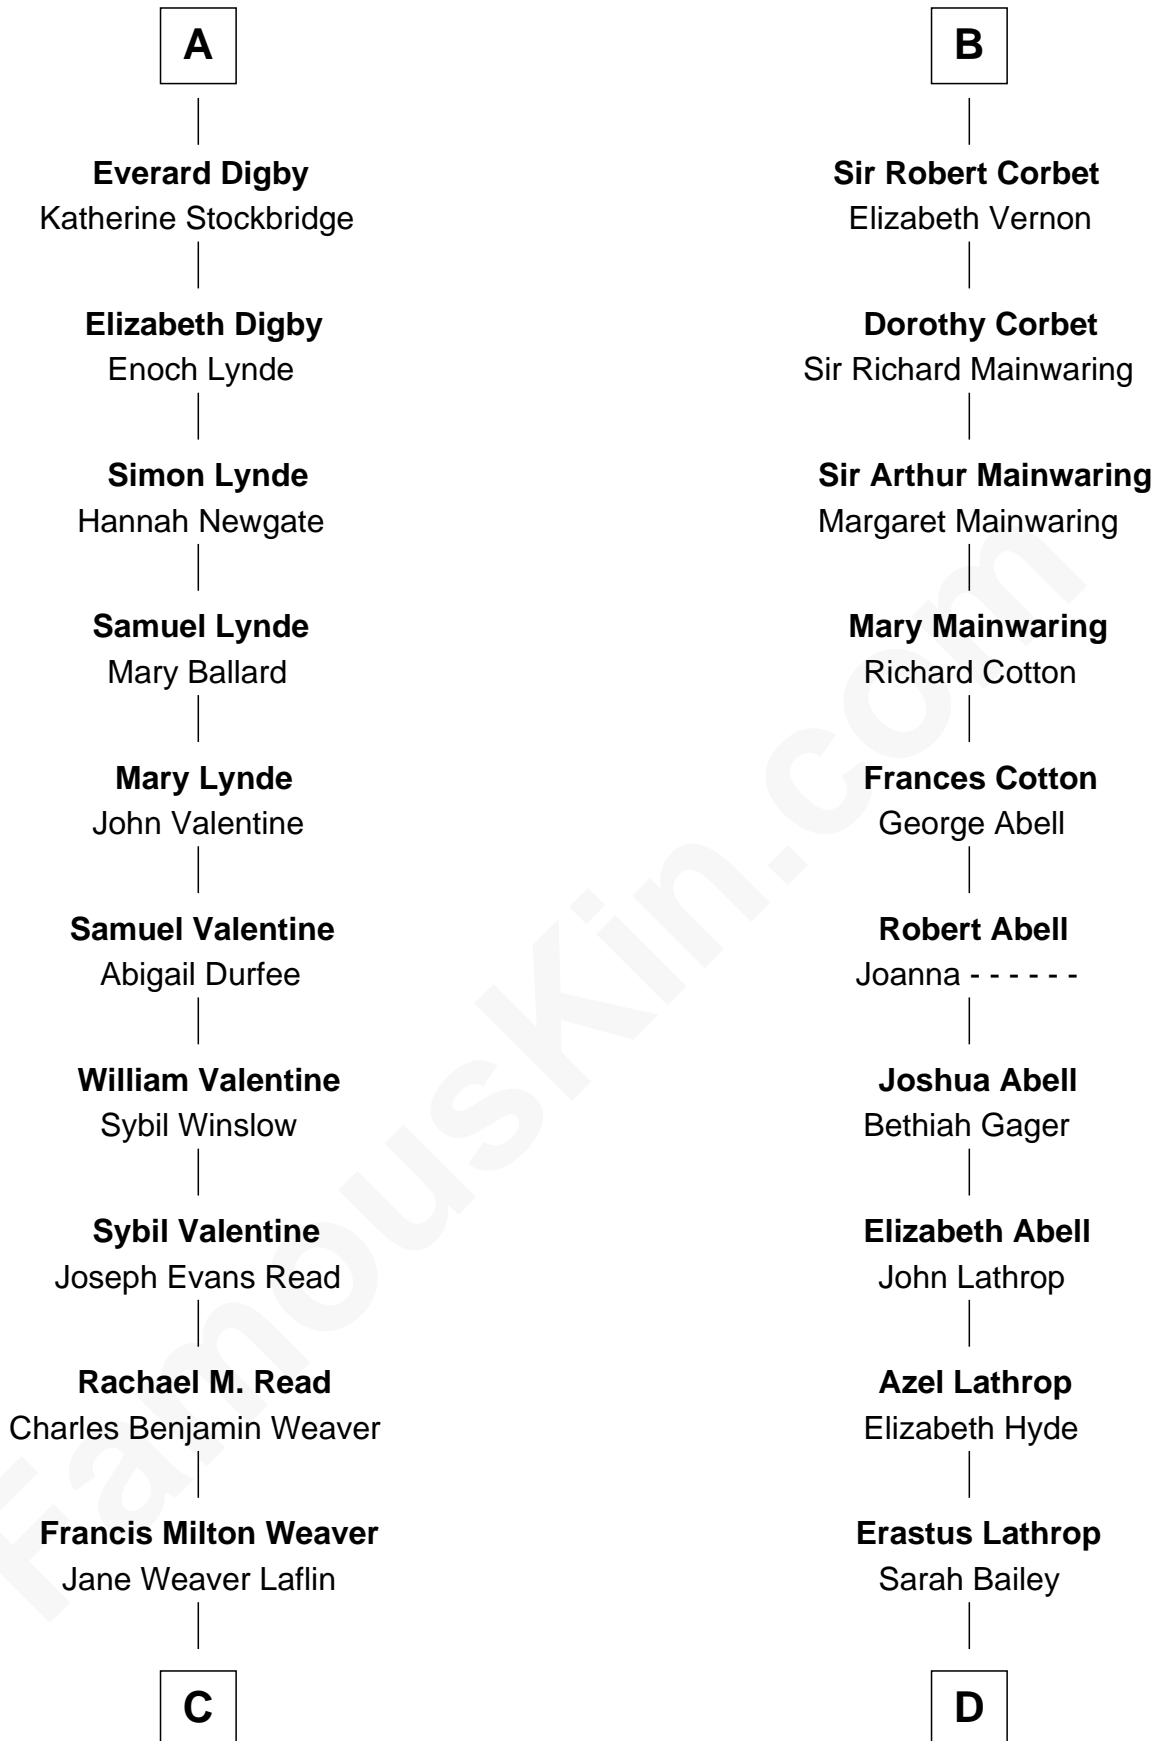 A
Everard Digby
Katherine Stockbridge
Elizabeth Digby
Enoch Lynde
Simon Lynde
Hannah Newgate
Samuel Lynde
Mary Ballard
Mary Lynde
John Valentine
Samuel Valentine
Abigail Durfee
William Valentine
Sybil Winslow
Sybil Valentine
Joseph Evans Read
Rachael M. Read
Charles Benjamin Weaver
Francis Milton Weaver
Jane Weaver Laflin
C
B
Sir Robert Corbet
Elizabeth Vernon
Dorothy Corbet
Sir Richard Mainwaring
Sir Arthur Mainwaring
Margaret Mainwaring
Mary Mainwaring
Richard Cotton
Frances Cotton
George Abell
Robert Abell
Joanna - - - - - -
Joshua Abell
Bethiah Gager
Elizabeth Abell
John Lathrop
Azel Lathrop
Elizabeth Hyde
Erastus Lathrop
Sarah Bailey
D
FamousKin.com